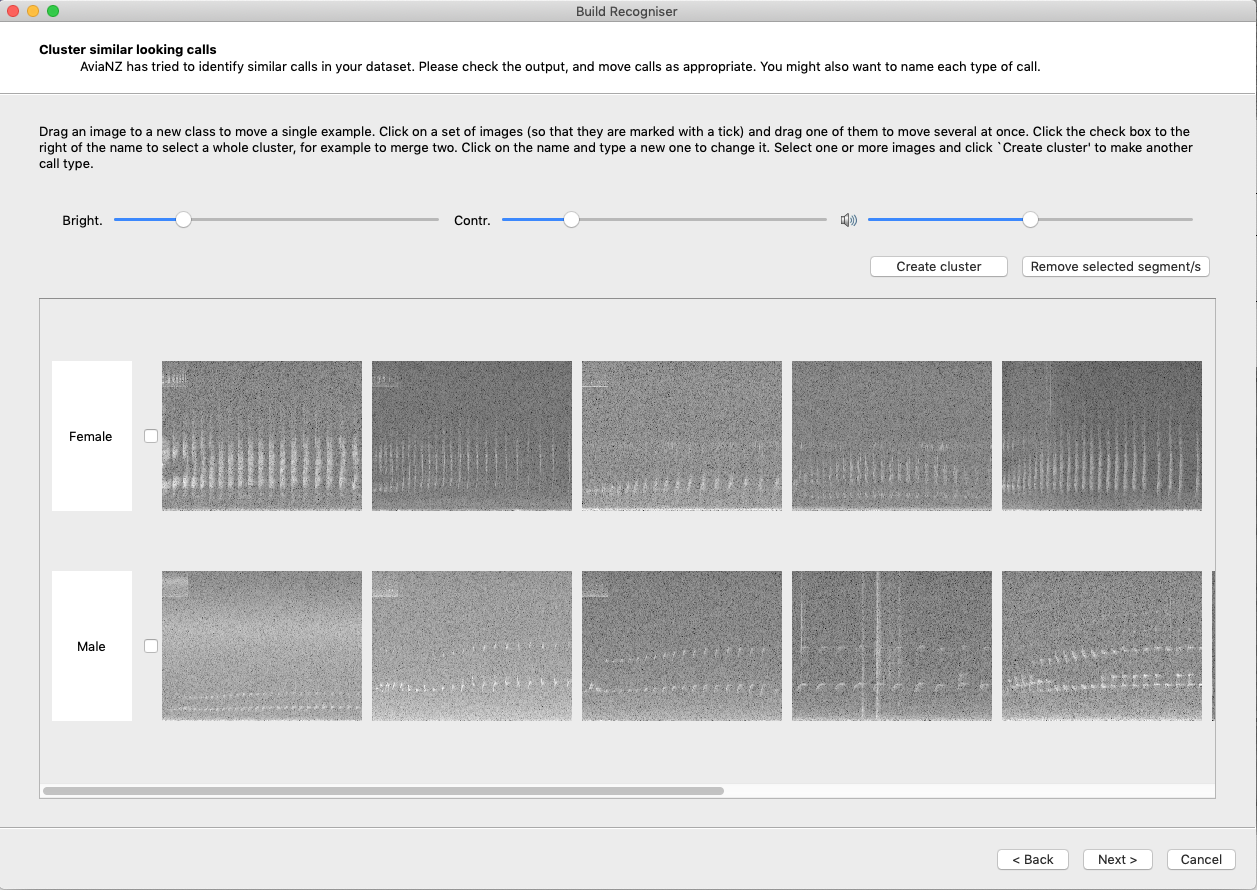 Build Recogniser
Cluster similar looking calls
AviaNZ has tried to identify similar calls in your dataset. Please check the output, and move calls as appropriate. You might also want to name each type of call.
Drag an image to a new class to move a single example. Click on a set of images (so that they are marked with a tick) and drag one of them to move several at once. Click the check box to the
right of the name to select a whole cluster, for example to merge two. Click on the name and type a new one to change it. Select one or more images and click `Create cluster' to make another
call type.
Bright.
Contr.
Create cluster
Remove selected segment/s
Female
Male
< Back
Next >
Cancel